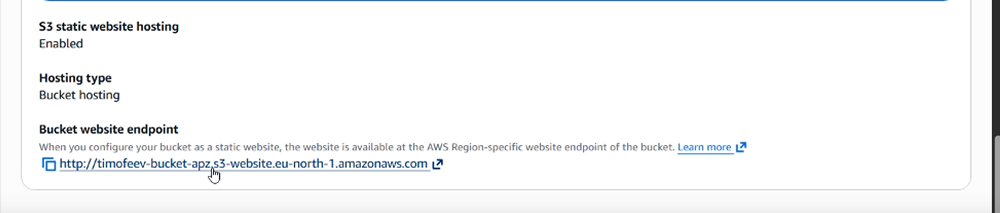 S3 static website hosting
Enabled
Hosting type
Bucket hosting
Bucket website endpoint
When you configure your bucket as a static website, the website is available at the AWS Region-specific website endpoint of the bucket. Learn more
http://timofeev-bucket-apz.s3-website.eu-north-1.amazonaws.com